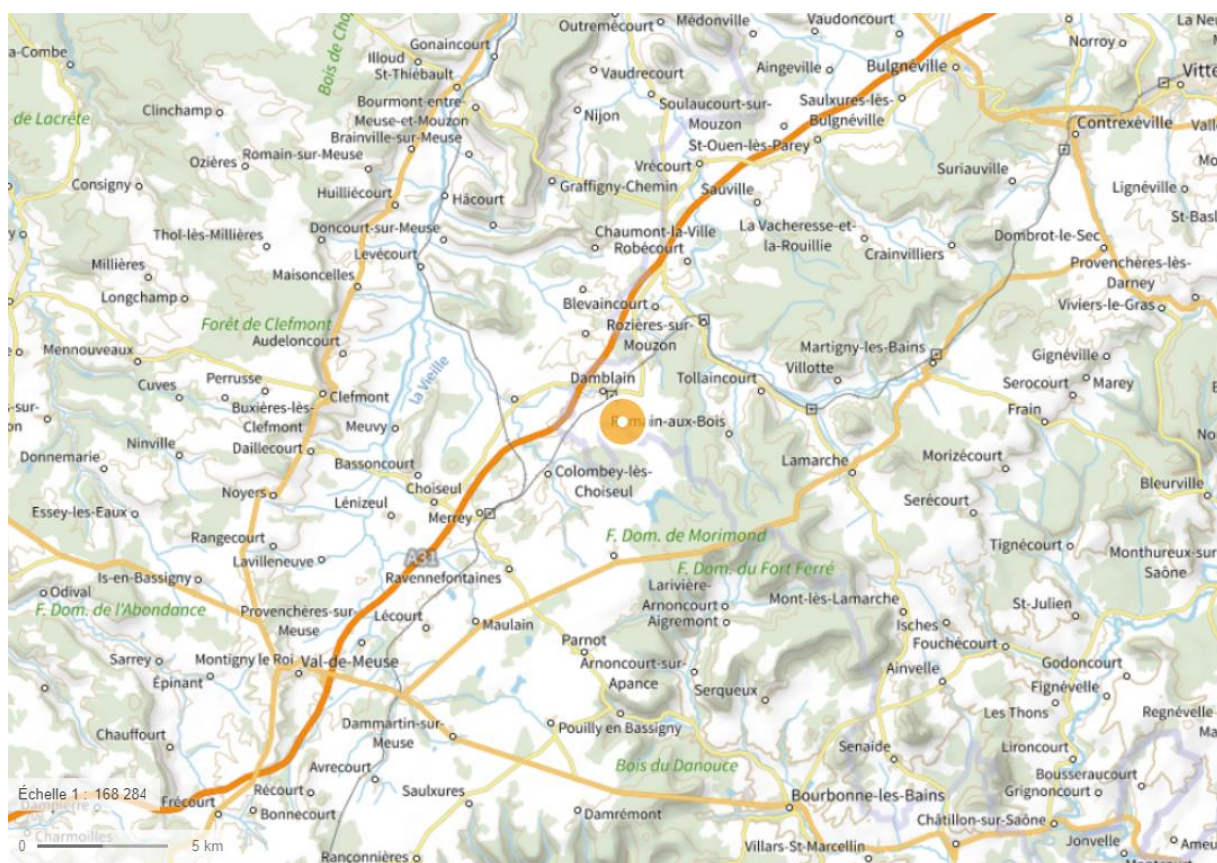 Outremécourt
Médonville
Vaudoncourt
Gonaincourt
Norroy
Illoud
St-Thiébault
Vaudrecourt
Aingeville
Bulgnéville
Clinchamp
Bourmont-entre-
Meuse-et-Mouzon
Nijon
Soulaucourt-sur-
Mouzon
Saulxures-lès-
Bulgnéville
Contrexéville
de Lacrête
Brainville-sur-Meuse
St-Ouen-lès-Parey
Ozières
Romain-sur-Meuse
Vrécourt
Suriauville
Consigny
Huilliécourt
Hâcourt
Graffigny-Chemin
Sauville
Lignéville
Thol-lès-Millières
Doncourt-sur-Meuse
Chaumont-la-Ville
Robécourt
La Vacheresse-et-
la-Rouillie
Crainvilliers
Dombrot-le-Sec
Levécourt
Millières
Maisoncelles
Provenchères-lès-
Darney
Longchamp
Blevaincourt
Viviers-le-Gras
Forêt de Clefmont
Audeloncourt
Rozières-sur-
Mouzon
Martigny-les-Bains
Mennouveaux
la Vieille
Villotte
Gignéville
Cuves
Perrusse
Clefmont
Damblain
Tollaincourt
Serocourt
Marey
Buxières-lès-
Clefmont
Meuvy
Frain
Ninville
Daillecourt
Donnemarie
Bassoncourt
Colombey-lès-
Choiseul
Lamarche
Morizécourt
Noyers
Choiseul
Bleurville
Essey-les-Eaux
Lénizeul
Merrey
Serécourt
Rangecourt
F. Dom. de Morimond
Tignécourt
Lavilleneuve
A31
Monthureux-sur-
Saône
Is-en-Bassigny
Ravennefontaines
F. Dom. du Fort Ferré
Odival
F. Dom. de l'Abondance
Larivière-
Arnoncourt
Mont-lès-Lamarche
St-Julien
Provenchères-sur-
Meuse
Lécourt
Aigremont
Isches
Maulain
Fouchécourt
Sarrey
Montigny le Roi
Val-de-Meuse
Parnot
Ainvelle
Godoncourt
Épinant
Arnoncourt-sur-
Apance
Serqueux
Fignévelle
Les Thons
Regnévelle
Chauffourt
Dammartin-sur-
Meuse
Pouilly en Bassigny
Senaide
Lironcourt
Avrecourt
Bois du Danouce
Bousseraucourt
Échelle 1 : 168 284
Frécourt
Récourt
Saulxures
Bourbonne-les-Bains
Grignoncourt
Dampierre
Bonnecourt
Damrémont
Châtillon-sur-Saône
Charmoilles
0
5 km
Rançonnières
Villars-St-Marcellin
Jonvelle